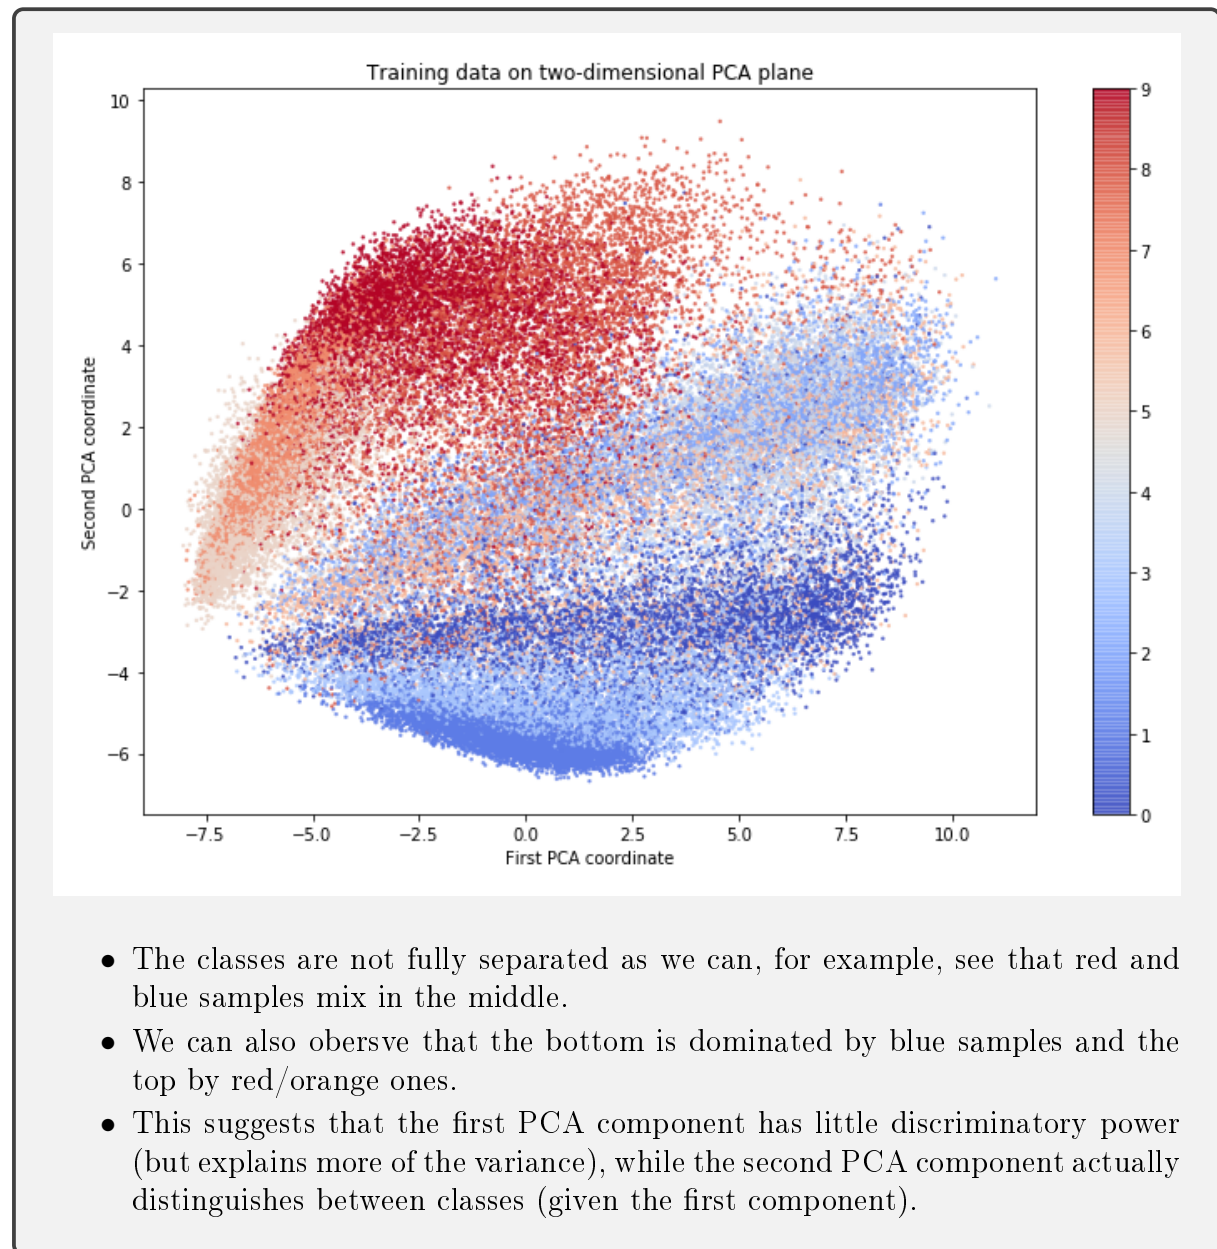 Training data on two-dimensional PCA plane
10
8
6
4
2
0
−2
−4
−6
Second PCA coordinate
−7.5 −5.0 −2.5 0.0 2.5 5.0 7.5 10.0
First PCA coordinate
9
8
7
6
5
4
3
2
1
0
• The classes are not fully separated as we can, for example, see that red and
blue samples mix in the middle.
• We can also obersve that the bottom is dominated by blue samples and the
top by red/orange ones.
• This suggests that the first PCA component has little discriminatory power
(but explains more of the variance), while the second PCA component actually
distinguishes between classes (given the first component).